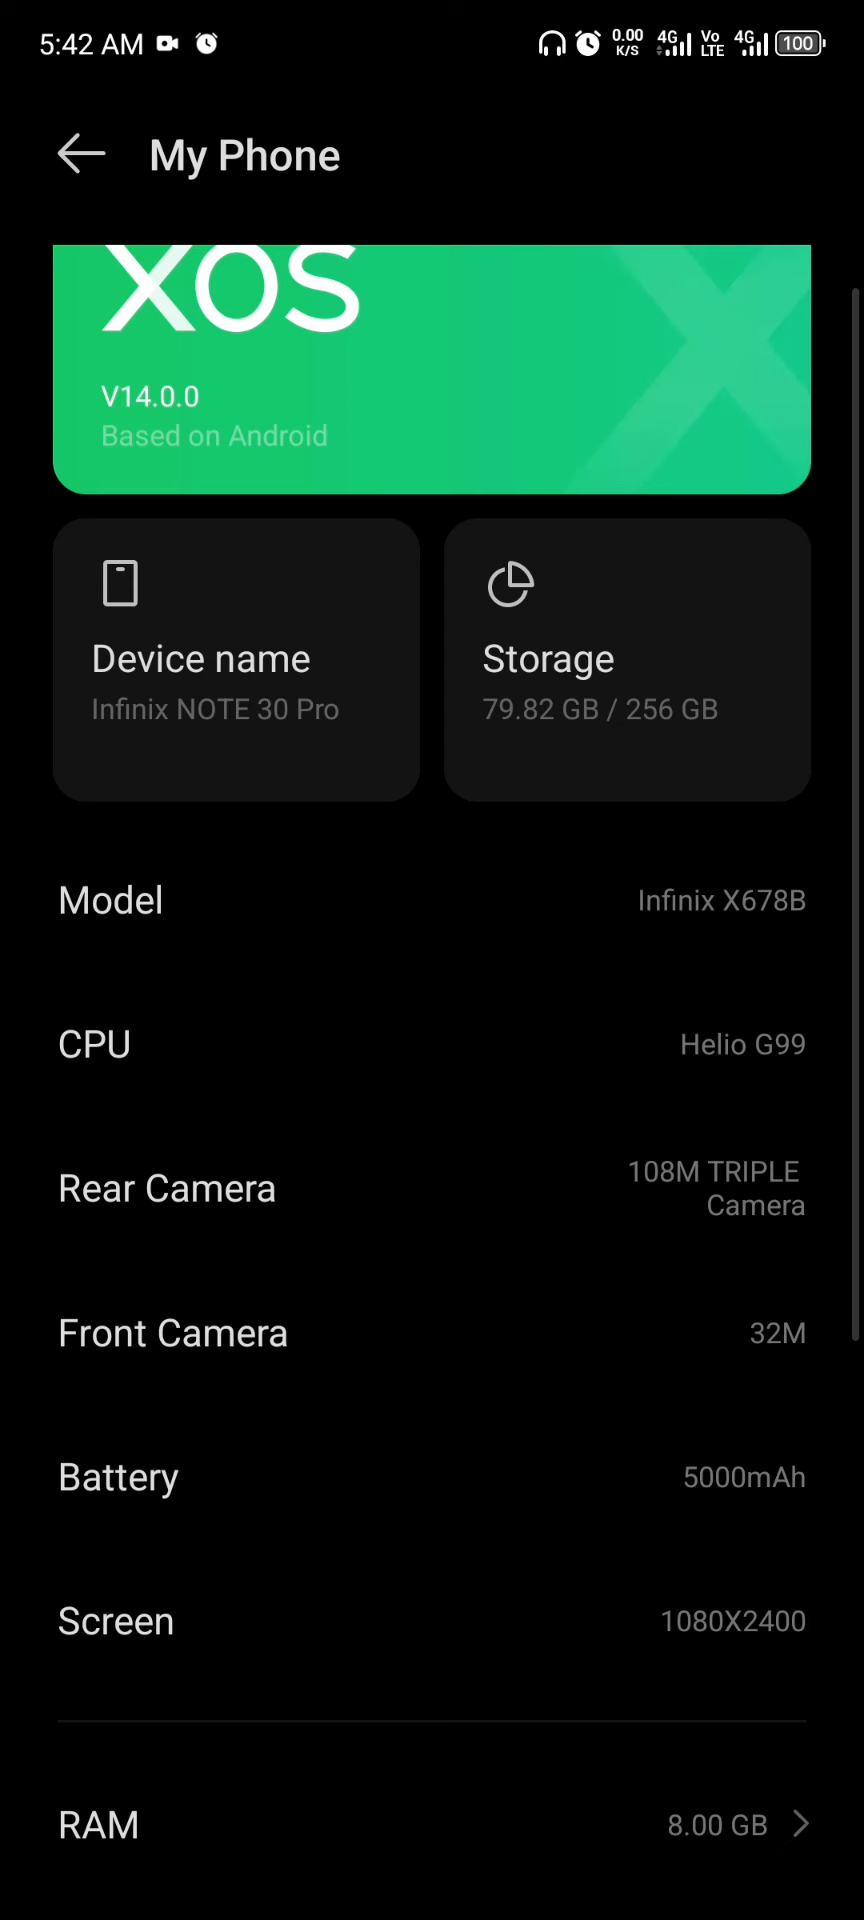 5:42 AM
0.00
K/S
4G
Vo
LTE
4G
100
My Phone
XOS
V14.0.0
Based on Android
Device name
Infinix NOTE 30 Pro
Storage
79.82 GB / 256 GB
Model
Infinix X678B
CPU
Helio G99
Rear Camera
108M TRIPLE
Camera
Front Camera
32M
Battery
5000mAh
Screen
1080X2400
RAM
8.00 GB